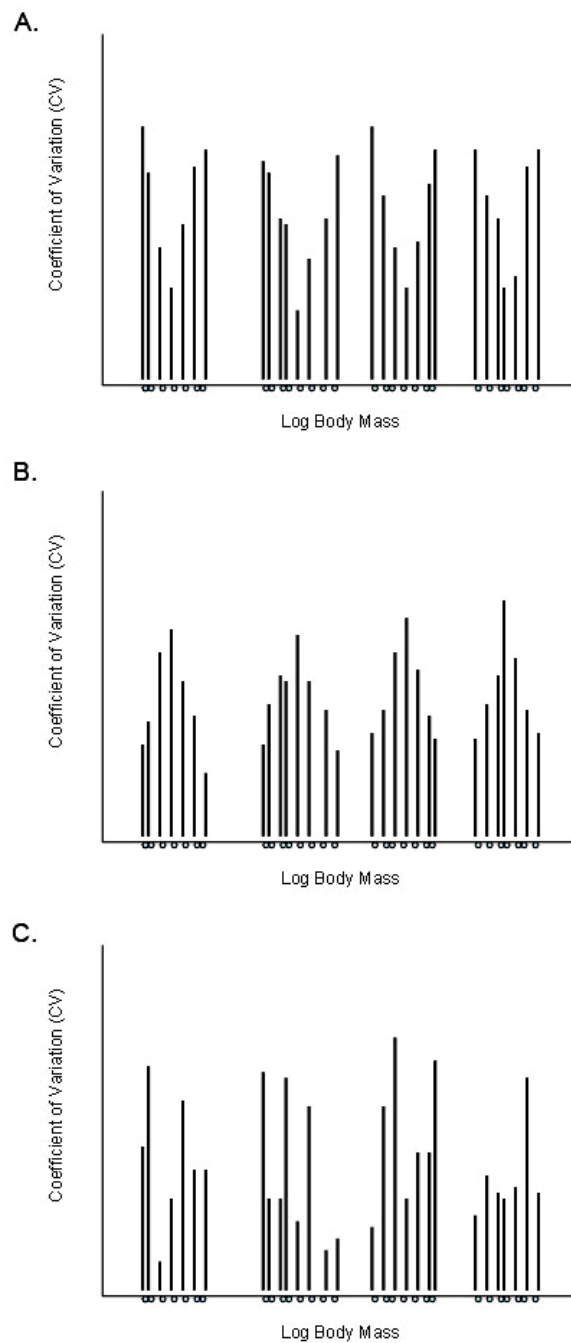 A.
Coefficient of Variation (CV)
Log Body Mass
B.
Coefficient of Variation (CV)
Log Body Mass
C.
Coefficient of Variation (CV)
Log Body Mass